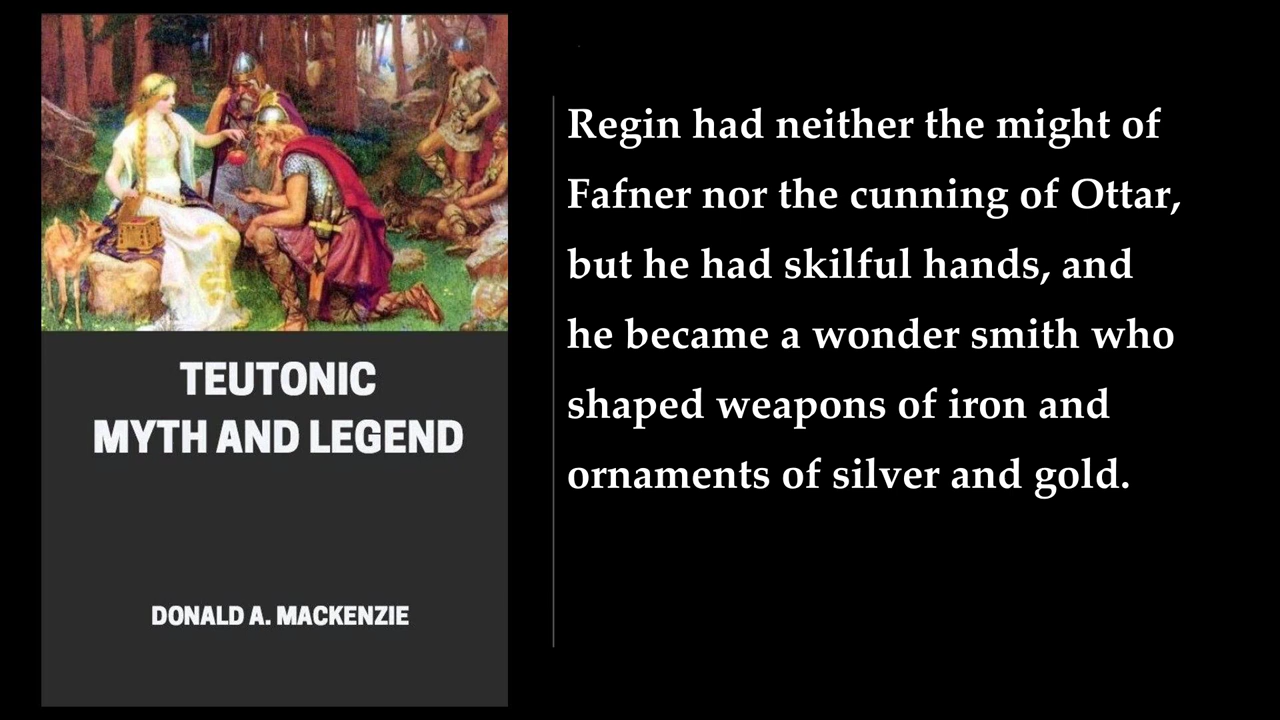 TEUTONIC
MYTH AND LEGEND
DONALD A. MACKENZIE
Regin had neither the might of
Fafner nor the cunning of Ottar,
but he had skilful hands, and
he became a wonder smith who
shaped weapons of iron and
ornaments of silver and gold.